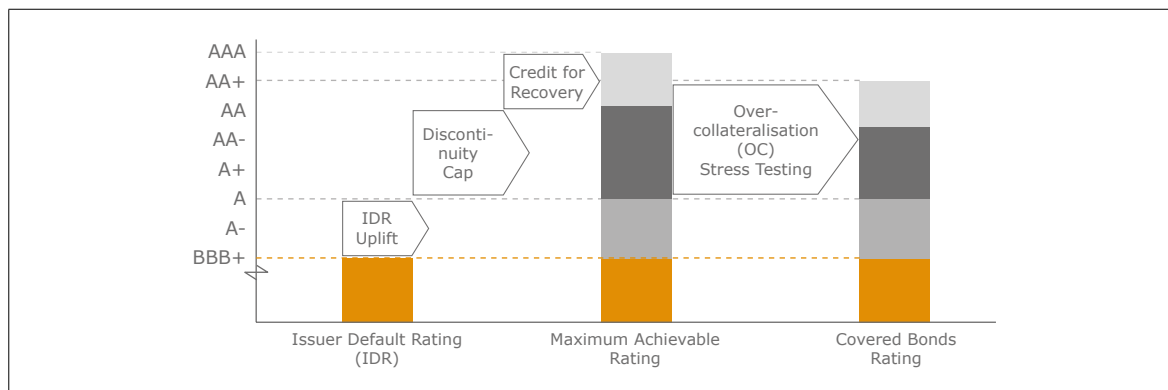 AAA
AA+
AA
AA-
A+
A
A-
BBB+
IDR
Uplift
Disconti-
nuity
Cap
Credit for
Recovery
Over-
collateralisation
(OC)
Stress Testing
Issuer Default Rating
(IDR)
Maximum Achievable
Rating
Covered Bonds
Rating